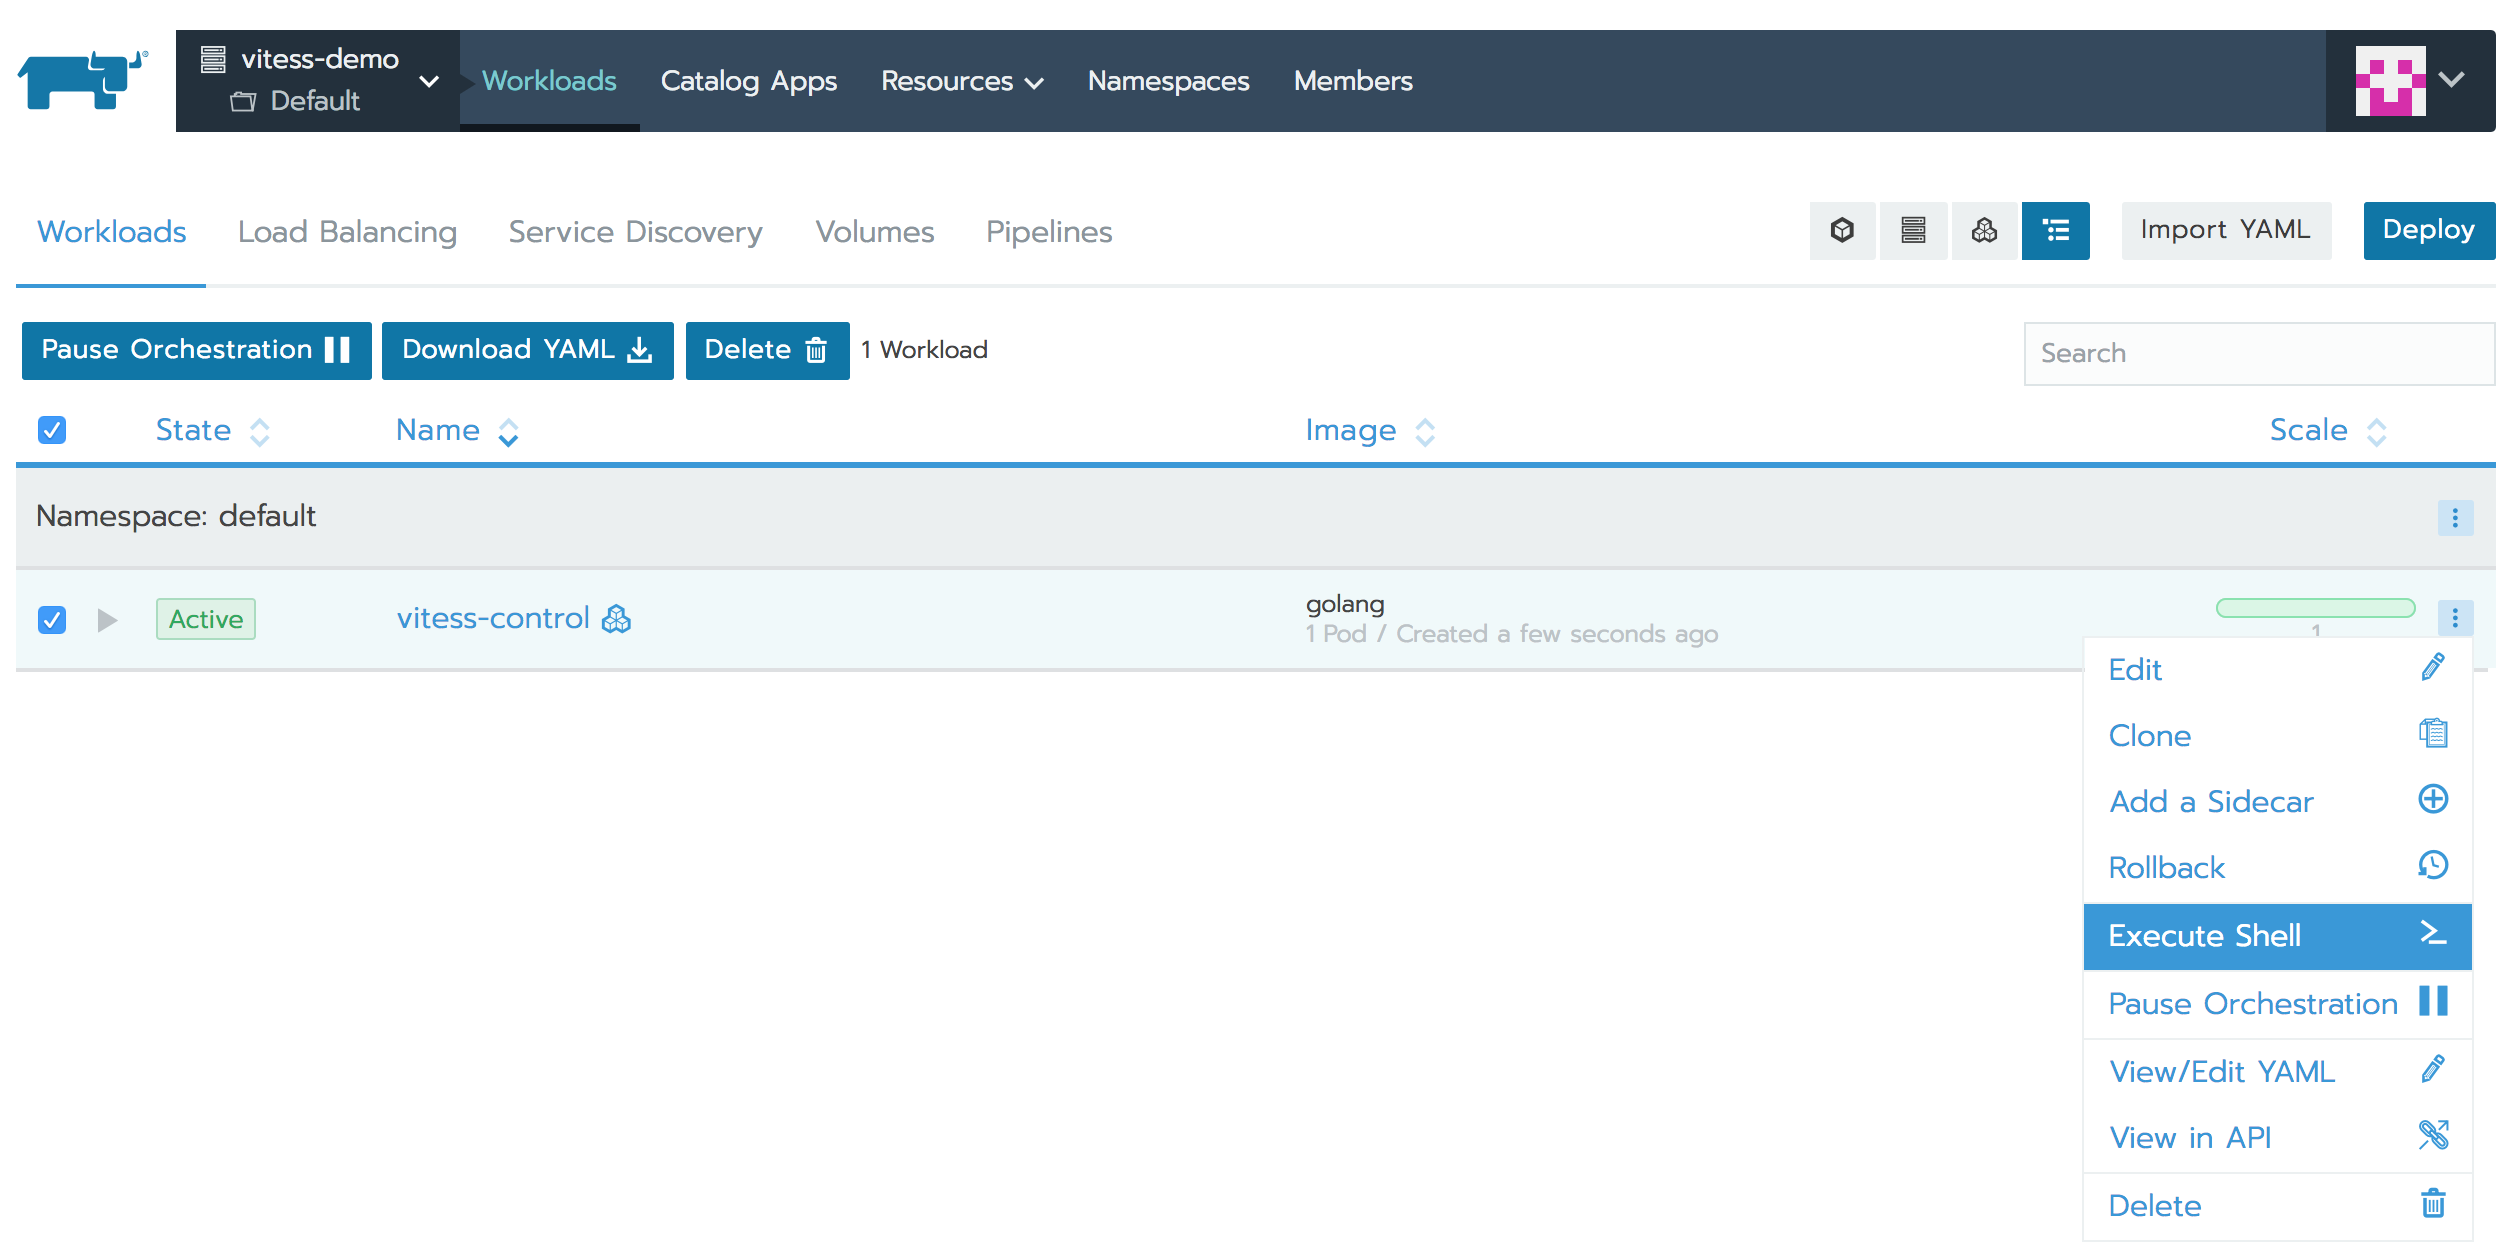 vitess-demo
Default
Workloads
Catalog Apps
Resources
Namespaces
Members
Workloads
Load Balancing
Service Discovery
Volumes
Pipelines
Import YAML
Deploy
Pause Orchestration
Download YAML
Delete
1 Workload
Search
State
Name
Image
Scale
Namespace: default
Active
vitess-control
golang
1 Pod / Created a few seconds ago
1
Edit
Clone
Add a Sidecar
Rollback
Execute Shell
Pause Orchestration
View/Edit YAML
View in API
Delete